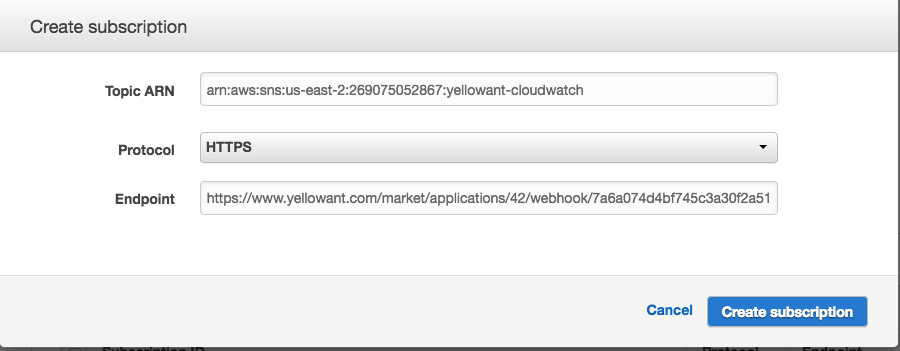 Create subscription
Topic ARN arn:aws:sns:us-east-2:269075052867:yellowant-cloudwatch
Protocol HTTPS
Endpoint https://www.yellowant.com/market/applications/42/webhook/7a6a074d4bf745c3a30f2a51
Cancel Create subscription
Subscription ID Protocol Endpoint